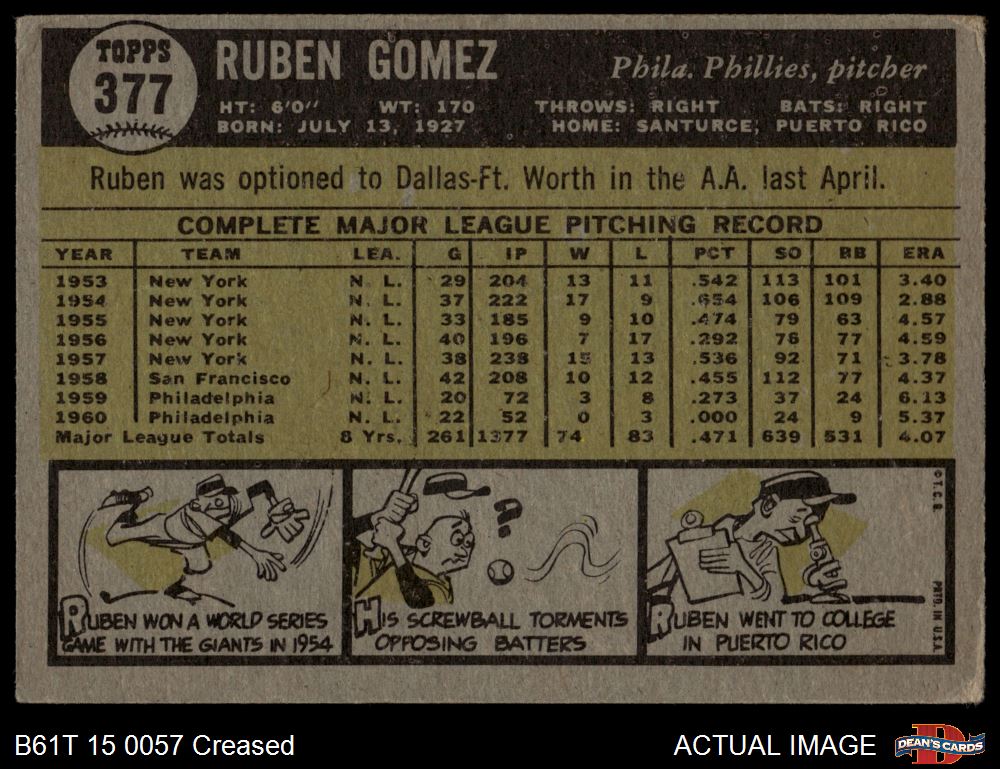 TOPPS
377
RUBEN GOMEZ
Phila. Phillies, pitcher
HT: 6'0" WT: 170 THROWS: RIGHT BATS: RIGHT
BORN: JULY 13, 1927 HOME: SANTURCE, PUERTO RICO
Ruben was optioned to Dallas-Ft. Worth in the A.A. last April.
COMPLETE MAJOR LEAGUE PITCHING RECORD
YEAR TEAM LEA. G IP W L PCT SO BB ERA
1953 New York N. L. 29 204 13 11 .542 113 101 3.40
1954 New York N. L. 37 222 17 9 .654 106 109 2.88
1955 New York N. L. 33 185 9 10 .474 79 63 4.57
1956 New York N. L. 40 196 7 17 .292 76 77 4.59
1957 New York N. L. 38 238 15 13 .536 92 71 3.78
1958 San Francisco N. L. 42 208 10 12 .455 112 77 4.37
1959 Philadelphia N. L. 20 72 3 8 .273 37 24 6.13
1960 Philadelphia N. L. 22 52 0 3 .000 24 9 5.37
Major League Totals 8 Yrs. 261 1377 74 83 .471 639 531 4.07
RUBEN WON A WORLD SERIES
GAME WITH THE GIANTS IN 1954
?
HIS SCREWBALL TORMENTS
OPPOSING BATTERS
RUBEN WENT TO COLLEGE
IN PUERTO RICO
© T.C.G.
PRTD. IN U.S.A.
B61T 15 0057 Creased
ACTUAL IMAGE
DEAN'S CARDS